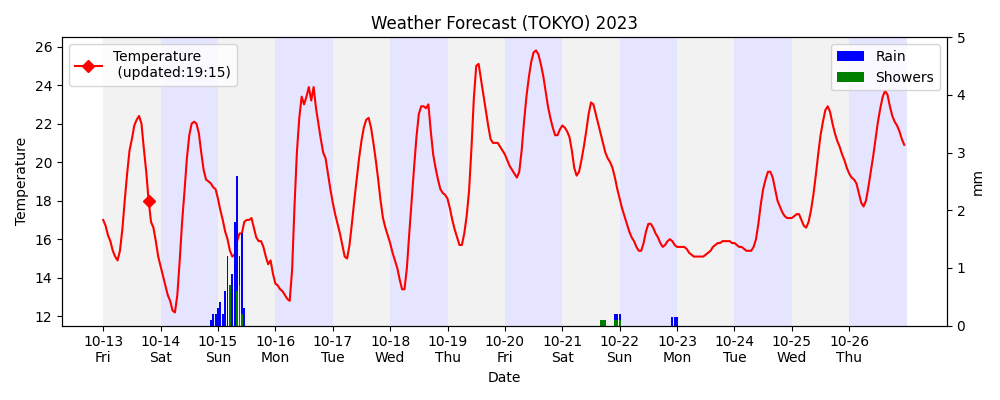 Weather Forecast (TOKYO) 2023
Temperature
(updated:19:15)
Rain
Showers
26
24
22
20
18
16
14
12
Temperature
5
4
3
2
1
0
mm
10-13 10-14 10-15 10-16 10-17 10-18 10-19 10-20 10-21 10-22 10-23 10-24 10-25 10-26
Fri Sat Sun Mon Tue Wed Thu Fri Sat Sun Mon Tue Wed Thu
Date